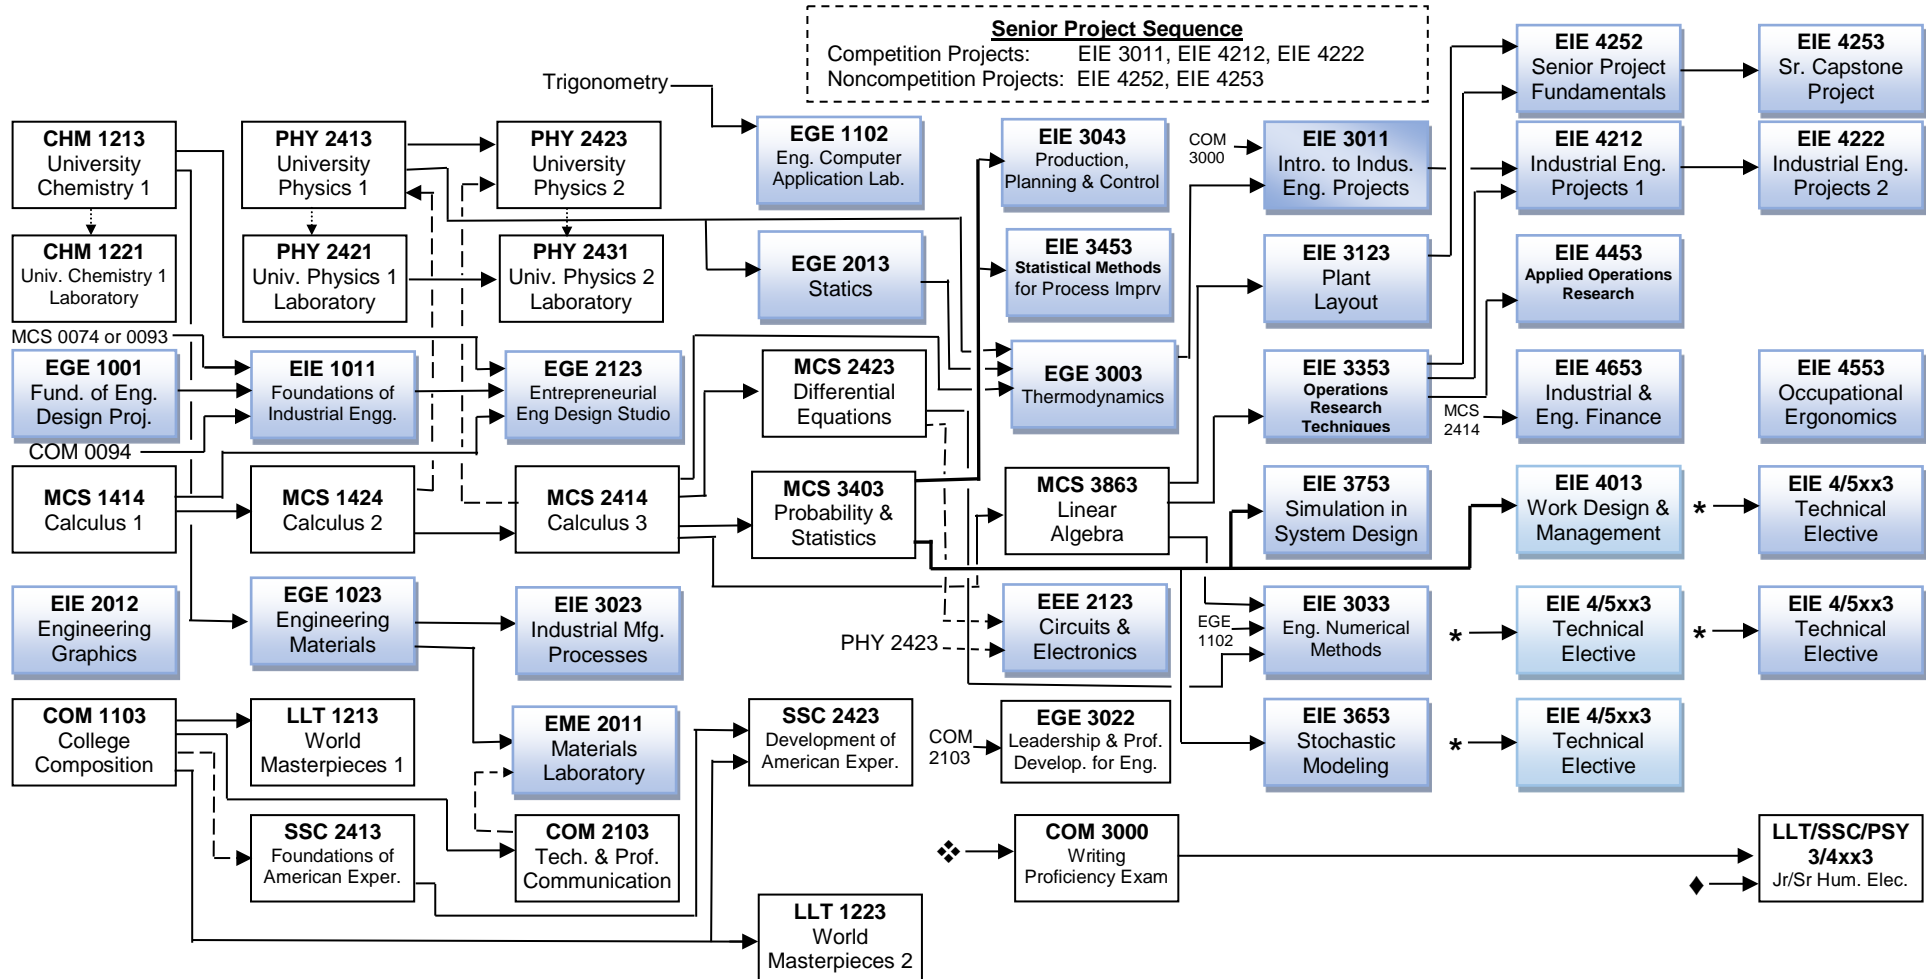 Senior Project Sequence
Competition Projects: EIE 3011, EIE 4212, EIE 4222
Noncompetition Projects: EIE 4252, EIE 4253
Trigonometry
EIE 4252
Senior Project
Fundamentals
EIE 4253
Sr. Capstone
Project
CHM 1213
University
Chemistry 1
PHY 2413
University
Physics 1
PHY 2423
University
Physics 2
EGE 1102
Eng. Computer
Application Lab.
EIE 3043
Production,
Planning & Control
COM
3000
EIE 3011
Intro. to Indus.
Eng. Projects
EIE 4212
Industrial Eng.
Projects 1
EIE 4222
Industrial Eng.
Projects 2
CHM 1221
Univ. Chemistry 1
Laboratory
PHY 2421
Univ. Physics 1
Laboratory
PHY 2431
Univ. Physics 2
Laboratory
EGE 2013
Statics
EIE 3453
Statistical Methods
for Process Imprv
EIE 3123
Plant
Layout
EIE 4453
Applied Operations
Research
MCS 0074 or 0093
EGE 1001
Fund. of Eng.
Design Proj.
EIE 1011
Foundations of
Industrial Engg.
EGE 2123
Entrepreneurial
Eng Design Studio
MCS 2423
Differential
Equations
EGE 3003
Thermodynamics
EIE 3353
Operations
Research
Techniques
MCS
2414
EIE 4653
Industrial &
Eng. Finance
EIE 4553
Occupational
Ergonomics
COM 0094
MCS 1414
Calculus 1
MCS 1424
Calculus 2
MCS 2414
Calculus 3
MCS 3403
Probability &
Statistics
MCS 3863
Linear
Algebra
EIE 3753
Simulation in
System Design
EIE 4013
Work Design &
Management
*
EIE 4/5xx3
Technical
Elective
EIE 2012
Engineering
Graphics
EGE 1023
Engineering
Materials
EIE 3023
Industrial Mfg.
Processes
PHY 2423
EEE 2123
Circuits &
Electronics
EGE
1102
EIE 3033
Eng. Numerical
Methods
*
EIE 4/5xx3
Technical
Elective
*
EIE 4/5xx3
Technical
Elective
COM 1103
College
Composition
LLT 1213
World
Masterpieces 1
EME 2011
Materials
Laboratory
SSC 2423
Development of
American Exper.
COM
2103
EGE 3022
Leadership & Prof.
Develop. for Eng.
EIE 3653
Stochastic
Modeling
*
EIE 4/5xx3
Technical
Elective
SSC 2413
Foundations of
American Exper.
COM 2103
Tech. & Prof.
Communication
❖
COM 3000
Writing
Proficiency Exam
♦
LLT/SSC/PSY
3/4xx3
Jr/Sr Hum. Elec.
LLT 1223
World
Masterpieces 2